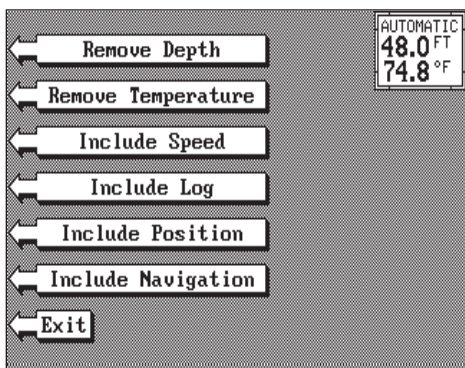 AUTOMATIC
48.0 FT
74.8 °F
Remove Depth
Remove Temperature
Include Speed
Include Log
Include Position
Include Navigation
Exit